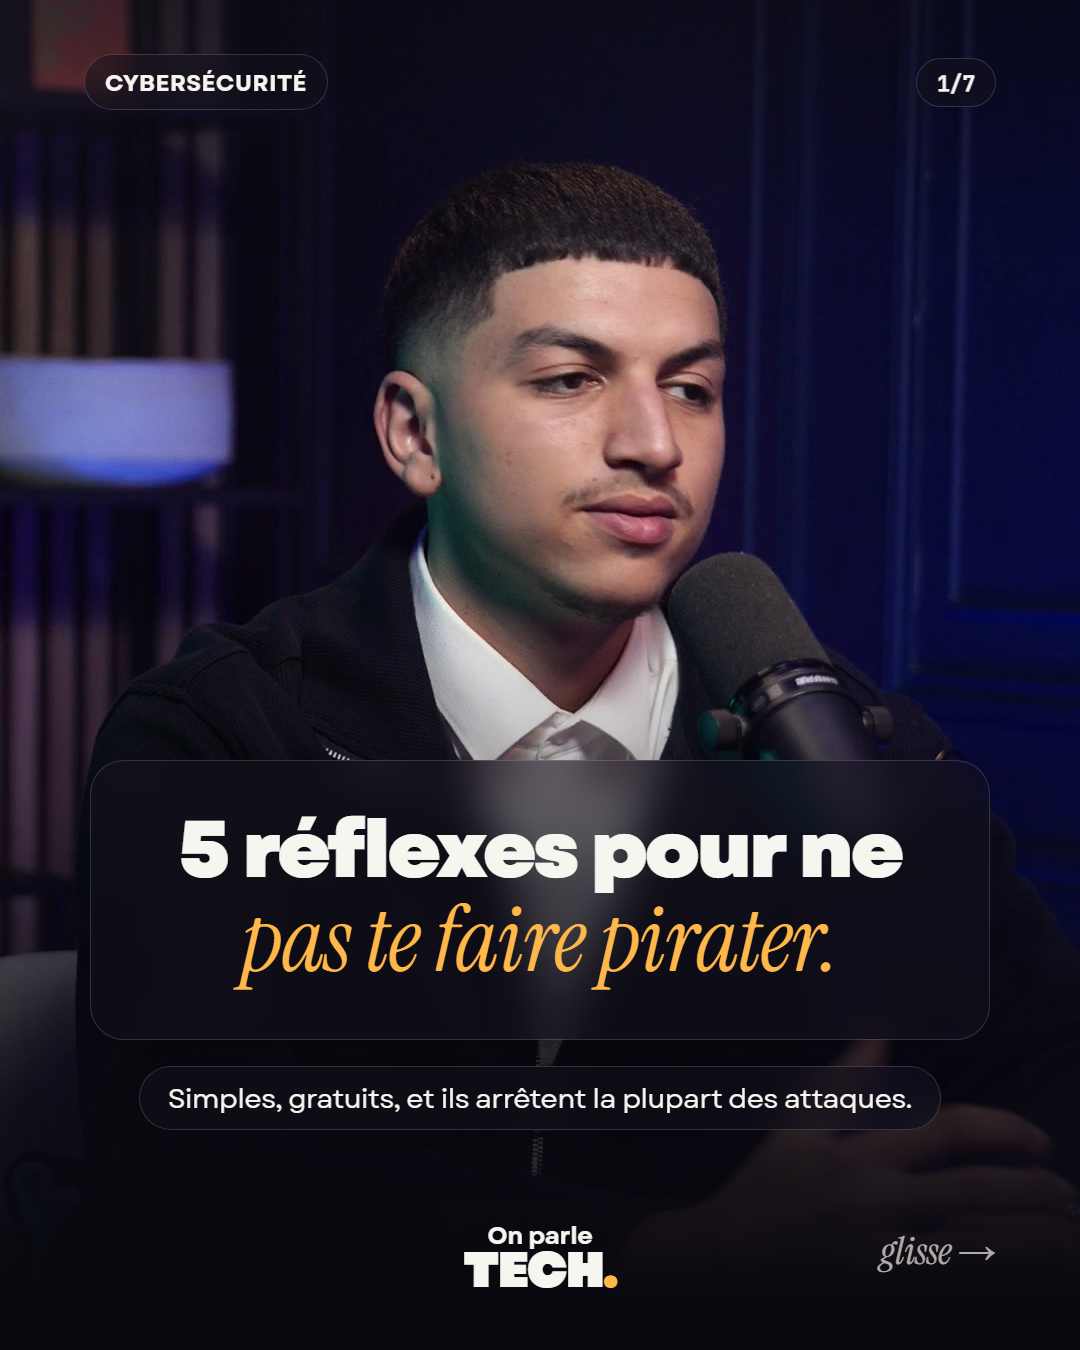 CYBERSÉCURITÉ
1/7
5 réflexes pour ne
pas te faire pirater.
Simples, gratuits, et ils arrêtent la plupart des attaques.
On parle
TECH.
glisse →